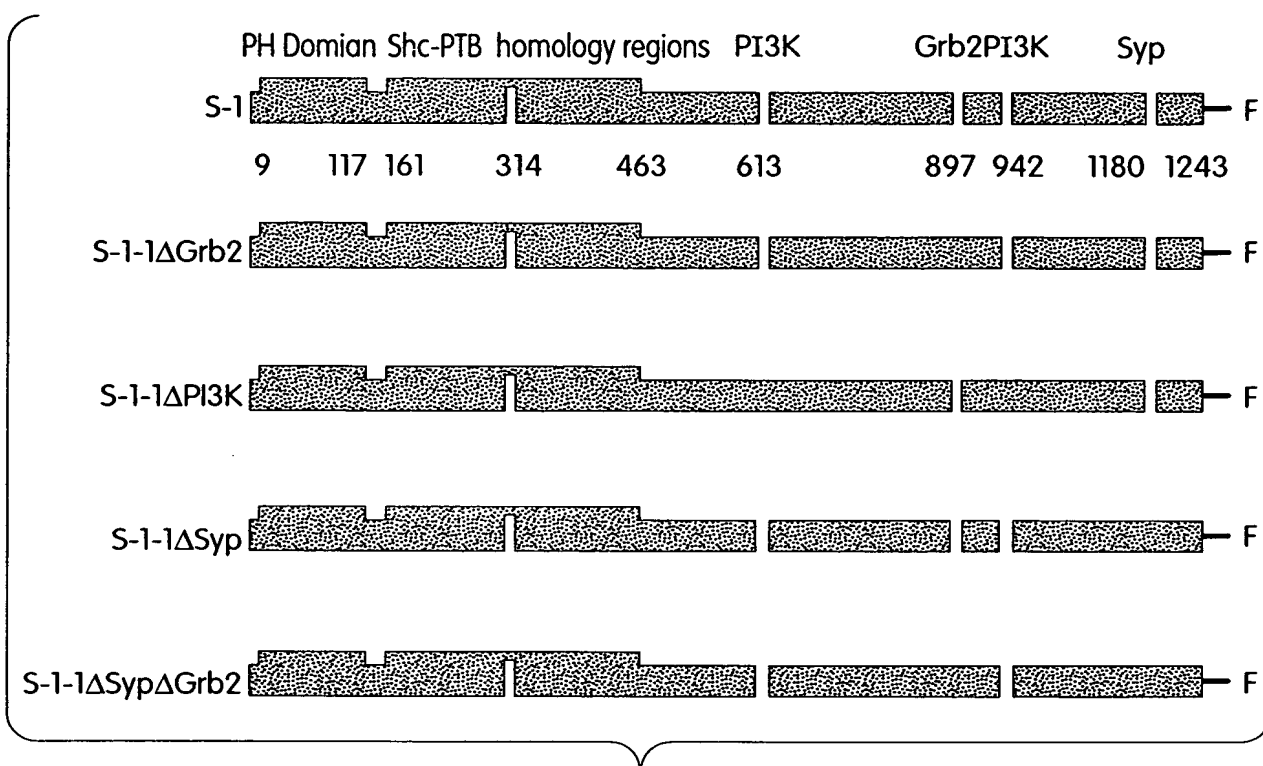 PH Domian Shc-PTB homology regions PI3K Grb2PI3K Syp
S-1 F
9 117 161 314 463 613 897 942 1180 1243
S-1-1ΔGrb2 F
S-1-1ΔPI3K F
S-1-1ΔSyp F
S-1-1ΔSypΔGrb2 F